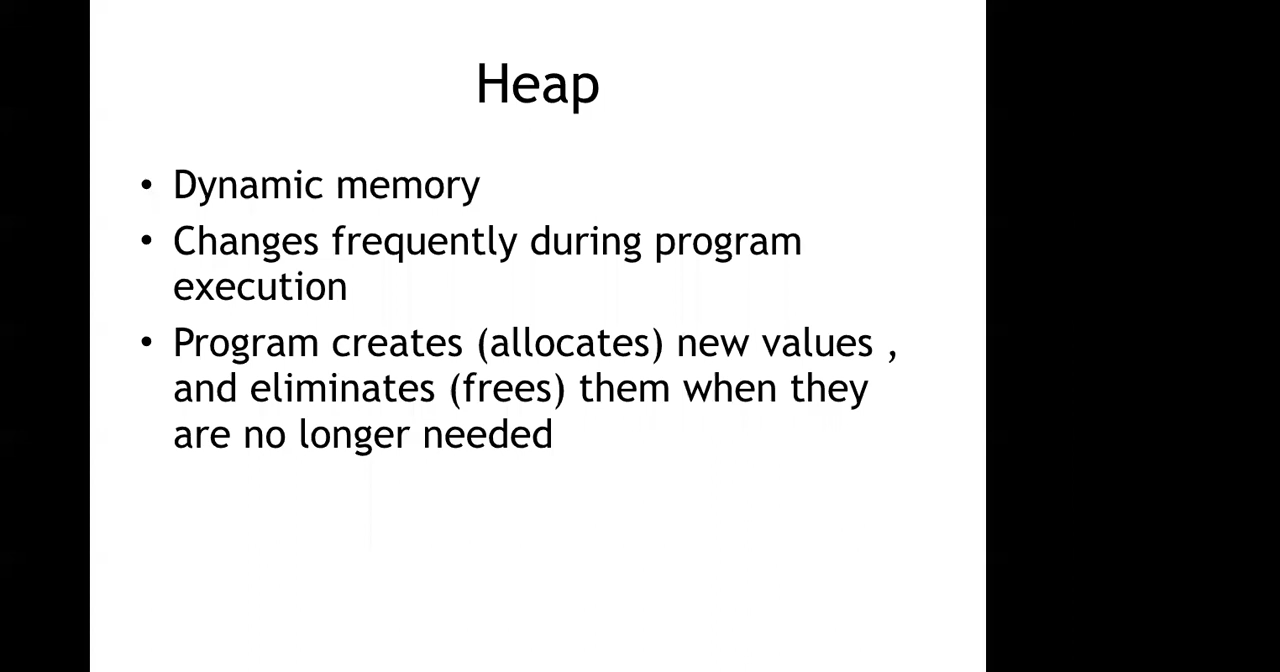 Heap
• Dynamic memory
• Changes frequently during program
execution
• Program creates (allocates) new values ,
and eliminates (frees) them when they
are no longer needed